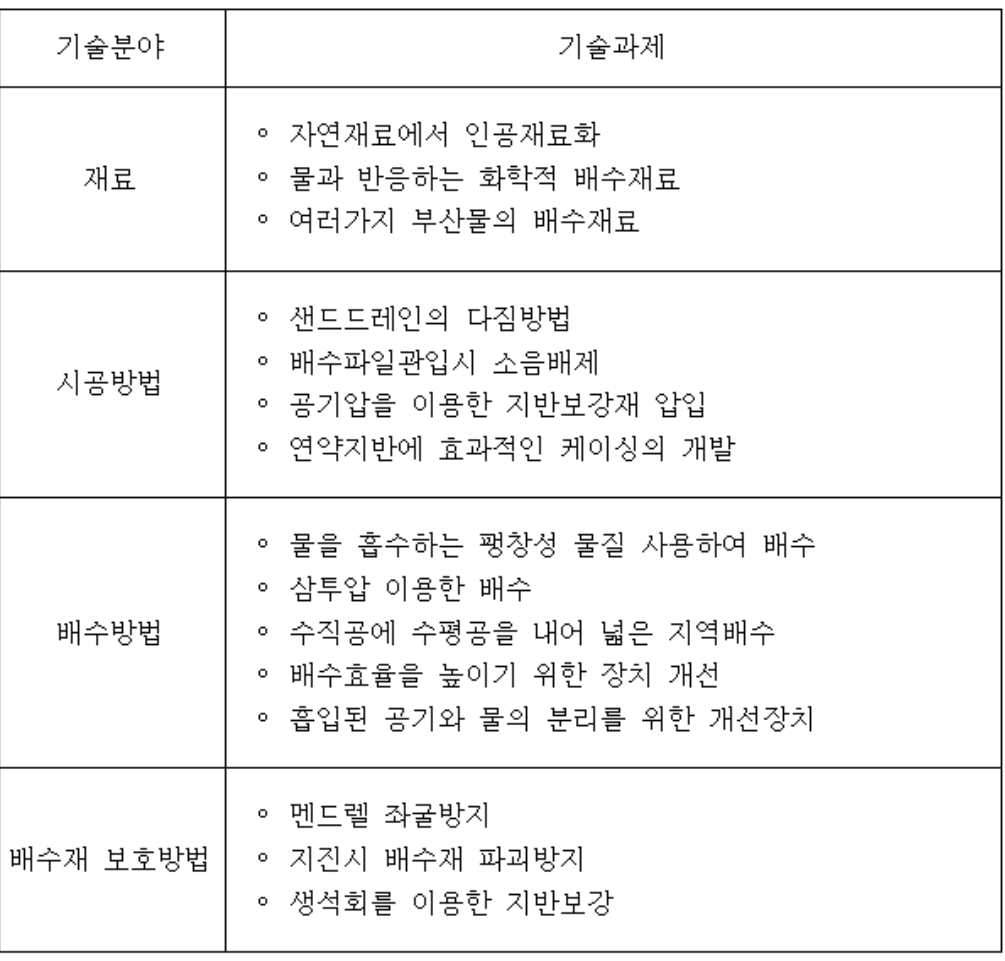 기술분야 기술과제
재료
◦ 자연재료에서 인공재료화
◦ 물과 반응하는 화학적 배수재료
◦ 여러가지 부산물의 배수재료
시공방법
◦ 샌드드레인의 다짐방법
◦ 배수파일관입시 소음배제
◦ 공기압을 이용한 지반보강재 압입
◦ 연약지반에 효과적인 케이싱의 개발
배수방법
◦ 물을 흡수하는 팽창성 물질 사용하여 배수
◦ 삼투압 이용한 배수
◦ 수직공에 수평공을 내어 넓은 지역배수
◦ 배수효율을 높이기 위한 장치 개선
◦ 흡입된 공기와 물의 분리를 위한 개선장치
배수재 보호방법
◦ 멘드렐 좌굴방지
◦ 지진시 배수재 파괴방지
◦ 생석회를 이용한 지반보강